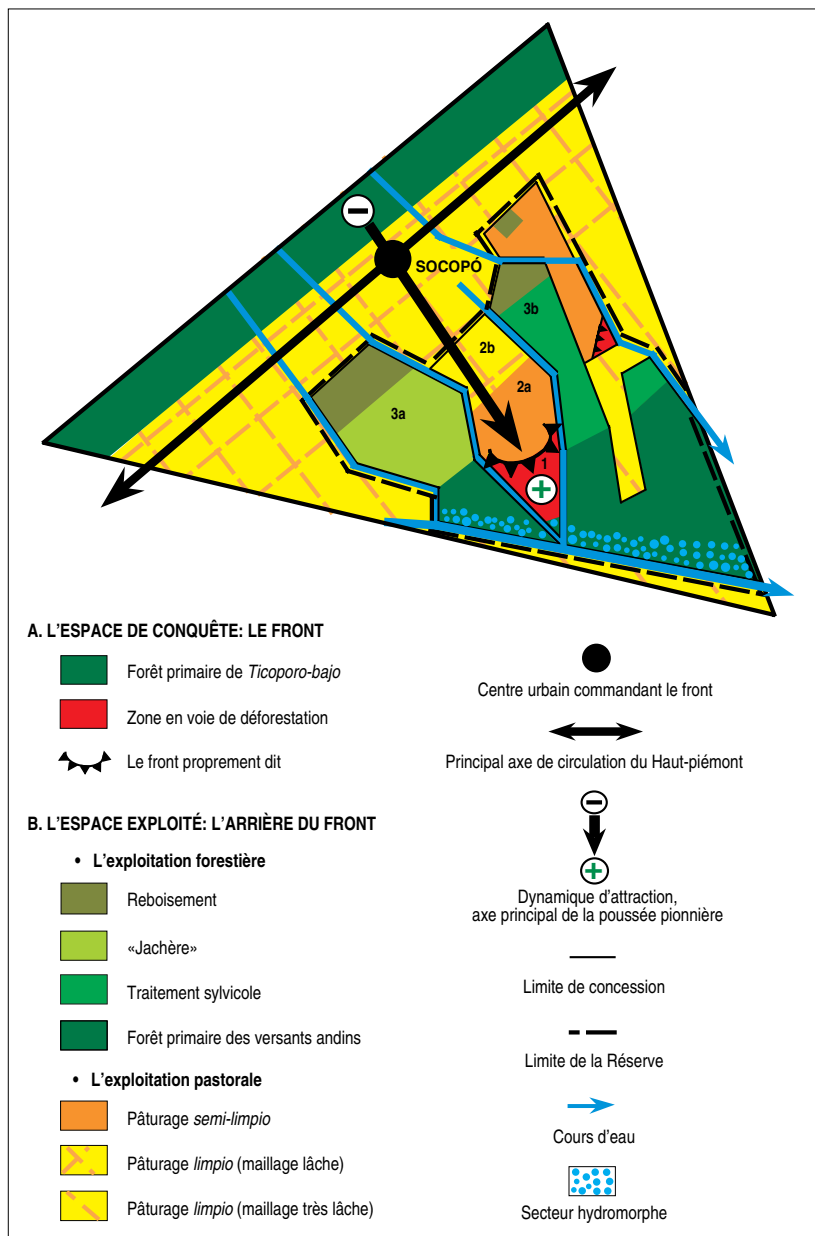 SOCOPÓ
3b
2b
2a
3a
1
A. L'ESPACE DE CONQUÊTE: LE FRONT
Forêt primaire de Ticoporo-bajo
Zone en voie de déforestation
Le front proprement dit
B. L'ESPACE EXPLOITÉ: L'ARRIÈRE DU FRONT
• L'exploitation forestière
Reboisement
«Jachère»
Traitement sylvicole
Forêt primaire des versants andins
• L'exploitation pastorale
Pâturage semi-limpio
Pâturage limpio (maillage lâche)
Pâturage limpio (maillage très lâche)
Centre urbain commandant le front
Principal axe de circulation du Haut-piémont
Dynamique d'attraction,
axe principal de la poussée pionnière
Limite de concession
Limite de la Réserve
Cours d'eau
Secteur hydromorphe